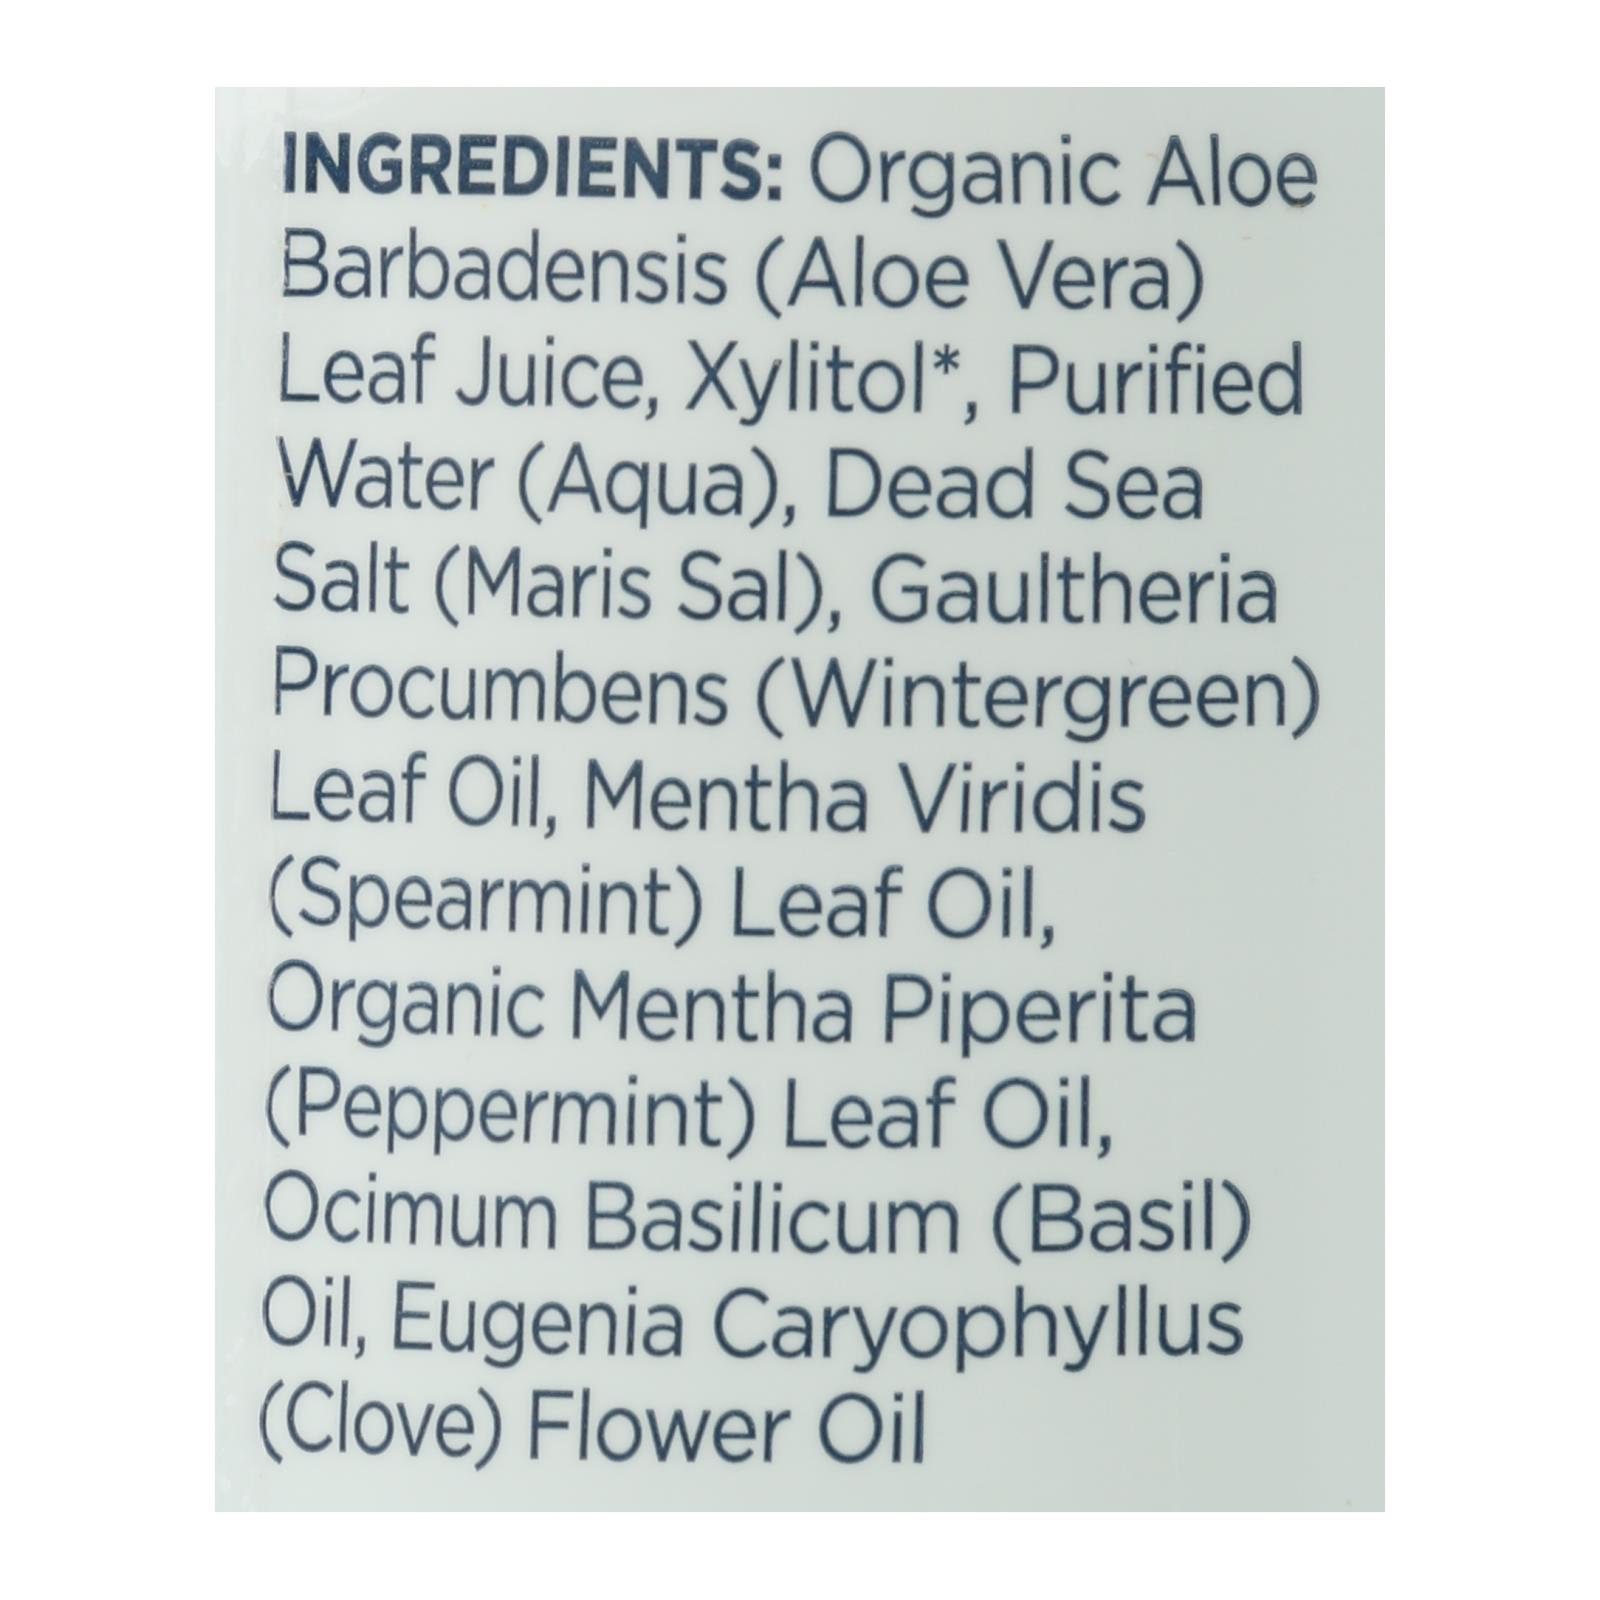 INGREDIENTS: Organic Aloe
Barbadensis (Aloe Vera)
Leaf Juice, Xylitol*, Purified
Water (Aqua), Dead Sea
Salt (Maris Sal), Gaultheria
Procumbens (Wintergreen)
Leaf Oil, Mentha Viridis
(Spearmint) Leaf Oil,
Organic Mentha Piperita
(Peppermint) Leaf Oil,
Ocimum Basilicum (Basil)
Oil, Eugenia Caryophyllus
(Clove) Flower Oil